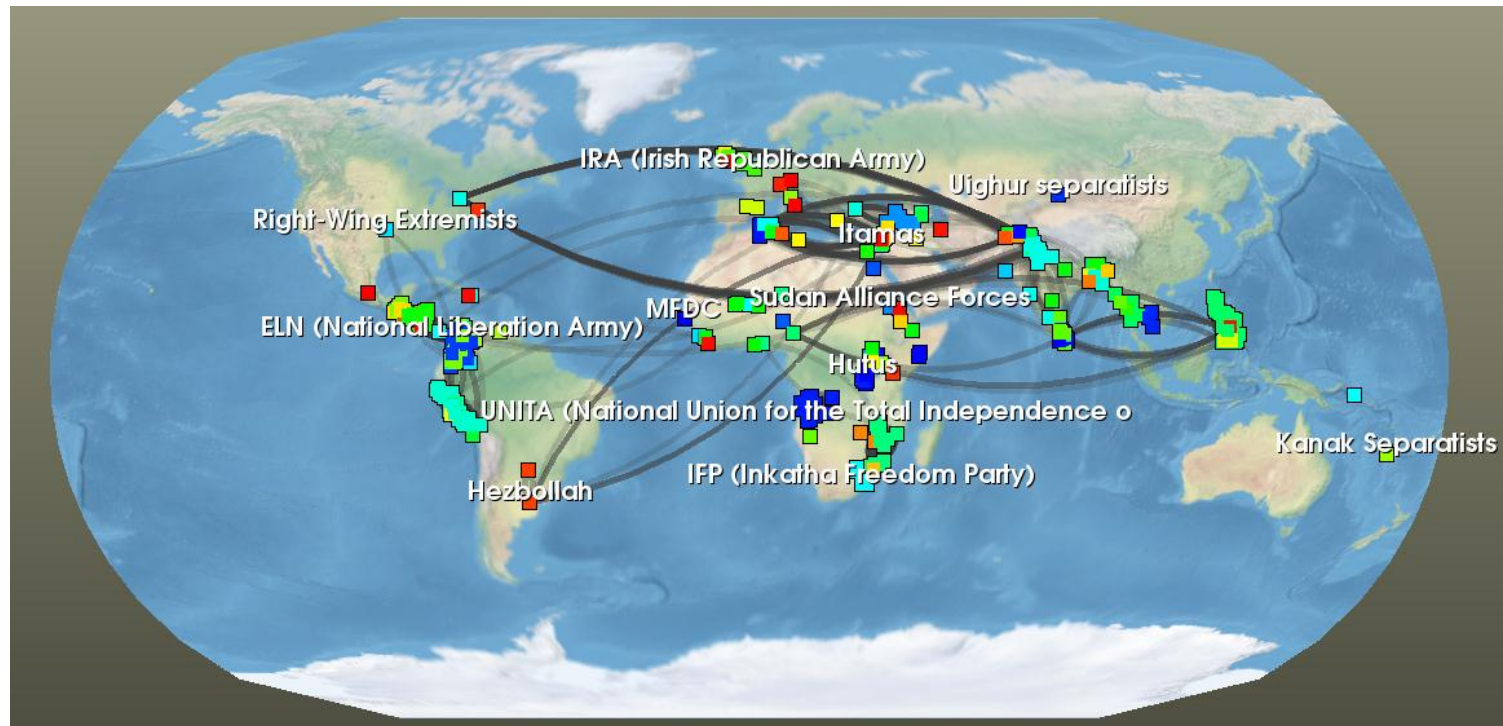 IRA (Irish Republican Army)
Uighur separatists
Right-Wing Extremists
Itamas
Sudan Alliance Forces
MFDC
ELN (National Liberation Army)
Hutus
UNITA (National Union for the Total Independence o
Kanak Separatists
IFP (Inkatha Freedom Party)
Hezbollah